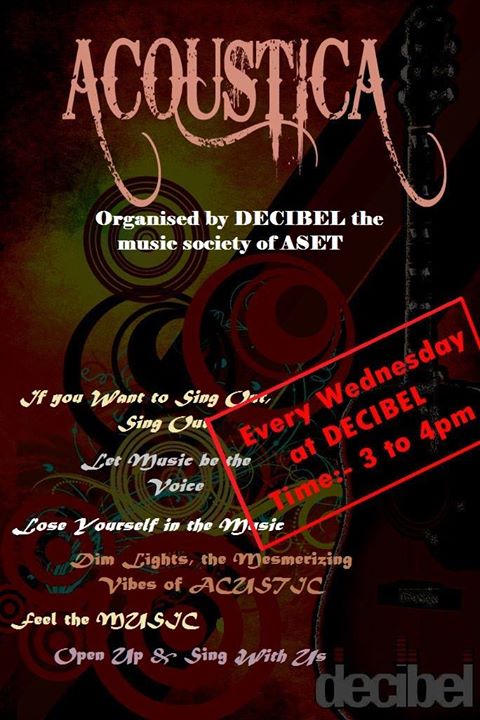 ACOUSTICA
Organised by DECIBEL the
music society of ASET
If you Want to Sing Out,
Sing Out
Let Music be the
Voice
Every Wednesday
at DECIBEL
Time:- 3 to 4pm
Lose Yourself in the Music
Dim Lights, the Mesmerizing
Vibes of ACUSTIC
Feel the MUSIC
Open Up & Sing With Us
decibel